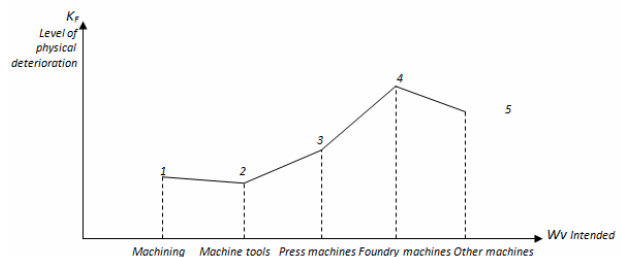 K_F
Level of
physical
deterioration
4
5
3
1
2
Wv Intended
Machining Machine tools Press machines Foundry machines Other machines